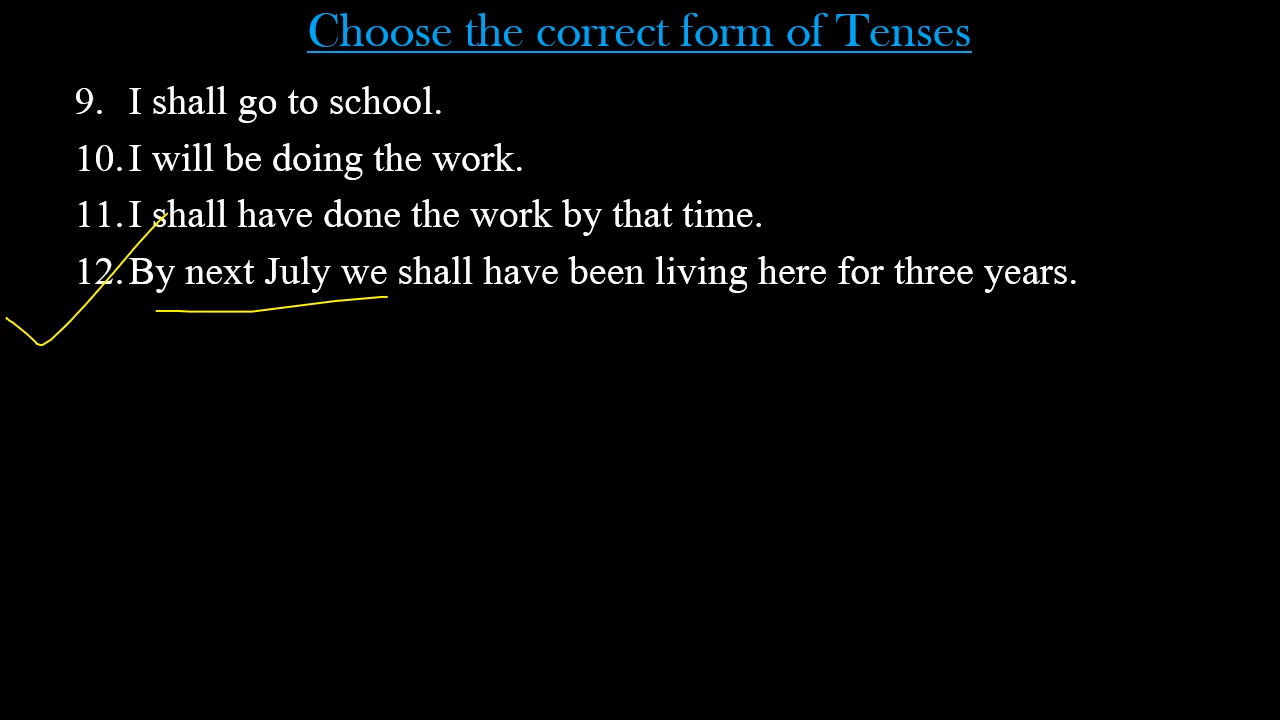 Choose the correct form of Tenses
9. I shall go to school.
10. I will be doing the work.
11. I shall have done the work by that time.
12. By next July we shall have been living here for three years.